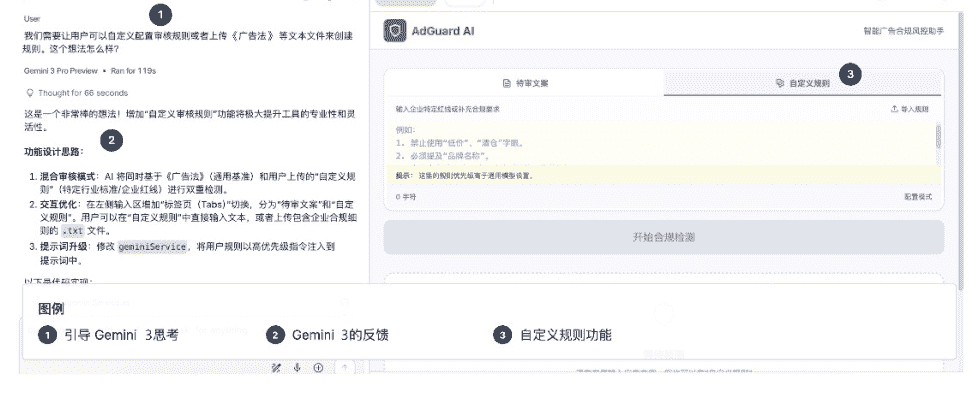 User
1
我们需要让用户可以自定义配置审核规则或者上传《广告法》等文本文件来创建
规则。这个想法怎么样？
Gemini 3 Pro Preview • Ran for 119s
Thought for 66 seconds
这是一个非常棒的想法！增加“自定义审核规则”功能将极大提升工具的专业性和灵
活性。
2
功能设计思路：
1. 混合审核模式：AI 将同时基于《广告法》（通用基准）和用户上传的“自定义规
则”（特定行业标准/企业红线）进行双重检测。
2. 交互优化：在左侧输入区增加“标签页（Tabs）”切换，分为“待审文案”和“自定
义规则”。用户可以在“自定义规则”中直接输入文本，或者上传包含企业合规细
则的 .txt 文件。
3. 提示词升级：修改 geminiService，将用户规则以高优先级指令注入到
提示词中。
以下是代码实现：
AdGuard AI
智能广告合规风控助手
待审文案
自定义规则
3
输入企业特定红线或补充合规要求
导入规则
例如：
1. 禁止使用“低价”、“清仓”字眼。
2. 必须提及“品牌名称”。
提示：这里的规则优先级高于通用模型设置。
0 字符
配置模式
开始合规检测
图例
1 引导 Gemini 3思考
2 Gemini 3的反馈
3 自定义规则功能